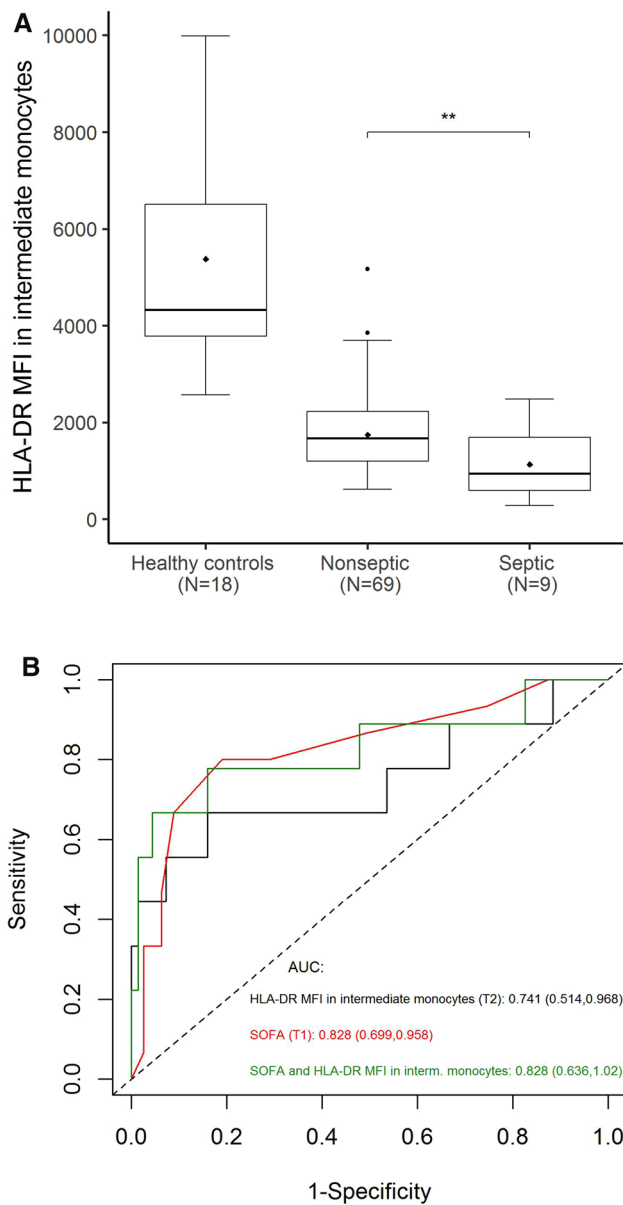 A
HLA-DR MFI in intermediate monocytes
10000
8000
6000
4000
2000
0
**
Healthy controls
(N=18)
Nonseptic
(N=69)
Septic
(N=9)
B
Sensitivity
1.0
0.8
0.6
0.4
0.2
0.0
AUC:
HLA-DR MFI in intermediate monocytes (T2): 0.741 (0.514,0.968)
SOFA (T1): 0.828 (0.699,0.958)
SOFA and HLA-DR MFI in interm. monocytes: 0.828 (0.636,1.02)
0.0 0.2 0.4 0.6 0.8 1.0
1-Specificity